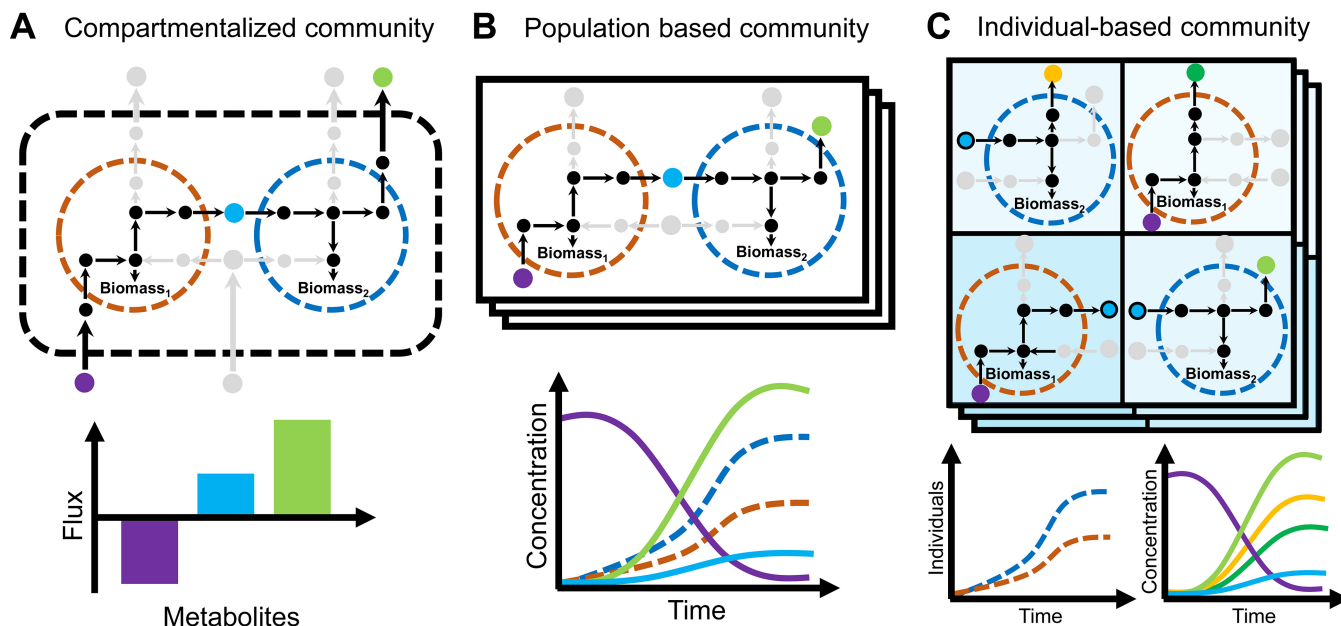 A Compartmentalized community
Biomass1
Biomass2
Flux
Metabolites
B Population based community
Biomass1
Biomass2
Concentration
Time
C Individual-based community
Biomass2
Biomass1
Biomass1
Biomass2
Individuals
Time
Concentration
Time